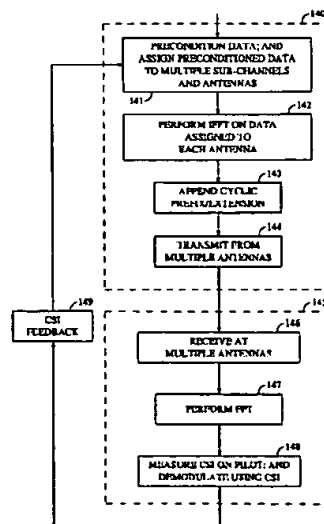 140
PRECONDITION DATA; AND
ASSIGN PRECONDITIONED DATA
TO MULTIPLE SUB-CHANNELS
AND ANTENNAS
141
142
PERFORM IFFT ON DATA
ASSIGNED TO
EACH ANTENNA
143
APPEND CYCLIC
PREFIX/EXTENSION
144
TRANSMIT FROM
MULTIPLE ANTENNAS
149
CSI
FEEDBACK
145
146
RECEIVE AT
MULTIPLE ANTENNAS
147
PERFORM FFT
148
MEASURE CSI ON PILOT; AND
DEMODULATE USING CSI